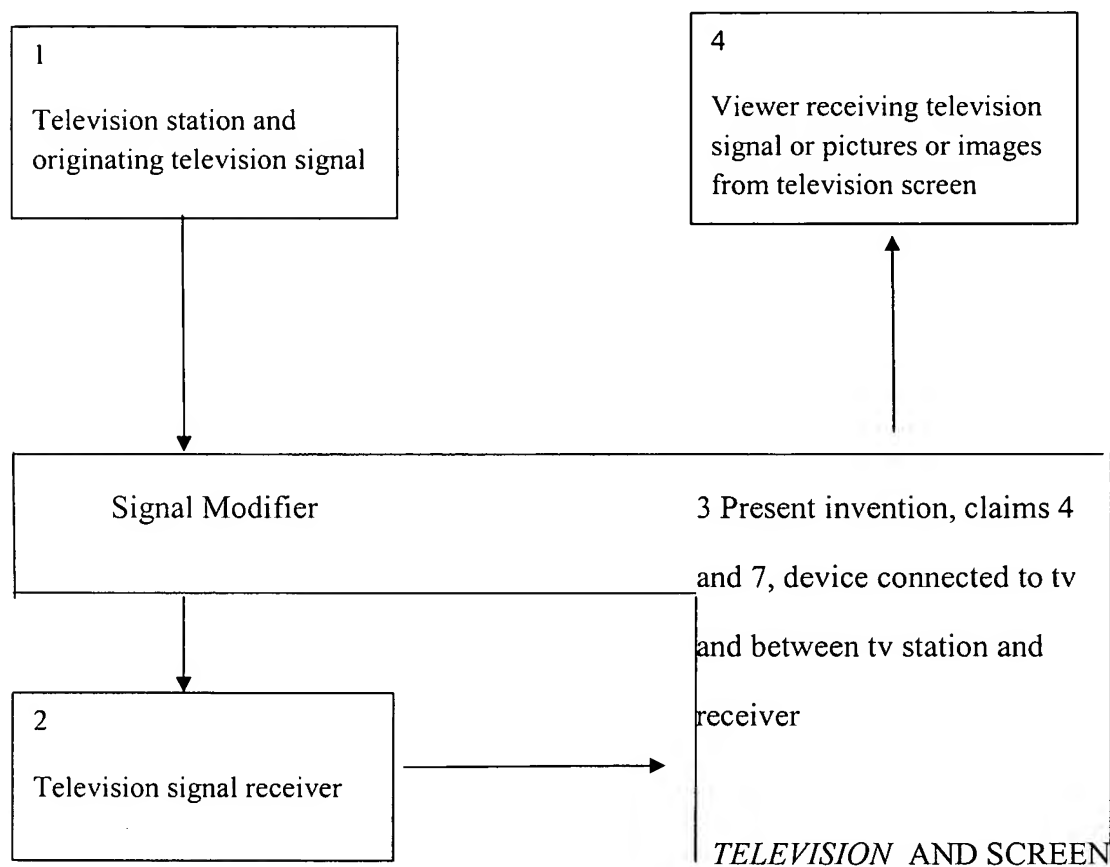 1
Television station and
originating television signal
4
Viewer receiving television
signal or pictures or images
from television screen
Signal Modifier
3 Present invention, claims 4
and 7, device connected to tv
and between tv station and
receiver
2
Television signal receiver
TELEVISION AND SCREEN